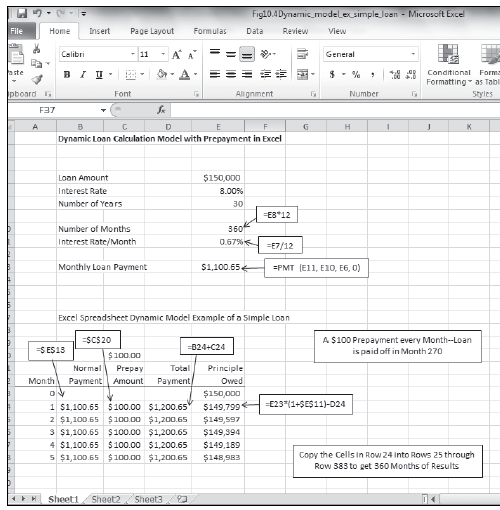 Fig10.4Dynamic_model_ex_simple_loan - Microsoft Excel
File Home Insert Page Layout Formulas Data Review View
Calibri 11 A A General
B I U $ % , Conditional Formatting as Tabl
Font Alignment Number Styles
F37 fx
A B C D E F G H I J K
Dynamic Loan Calculation Model with Prepayment in Excel
Loan Amount $150,000
Interest Rate 8.00%
Number of Years 30
=E8*12
Number of Months 360
Interest Rate/Month 0.67%
=E7/12
Monthly Loan Payment $1,100.65
=PMT (E11, E10, E6, 0)
Excel Spreadsheet Dynamic Model Example of a Simple Loan
=$E$13
=$C$20
=B24+C24
A $100 Prepayment every Month--Loan
is paid off in Month 270
$100.00
Normal Prepay Total Principle
Month Payment Amount Payment Owed
0 $150,000
1 $1,100.65 $100.00 $1,200.65 $149,799
=E23*(1+$E$11)-D24
2 $1,100.65 $100.00 $1,200.65 $149,597
3 $1,100.65 $100.00 $1,200.65 $149,394
4 $1,100.65 $100.00 $1,200.65 $149,189
5 $1,100.65 $100.00 $1,200.65 $148,983
Copy the Cells in Row 24 into Rows 25 through
Row 383 to get 360 Months of Results
Sheet1 Sheet2 Sheet3